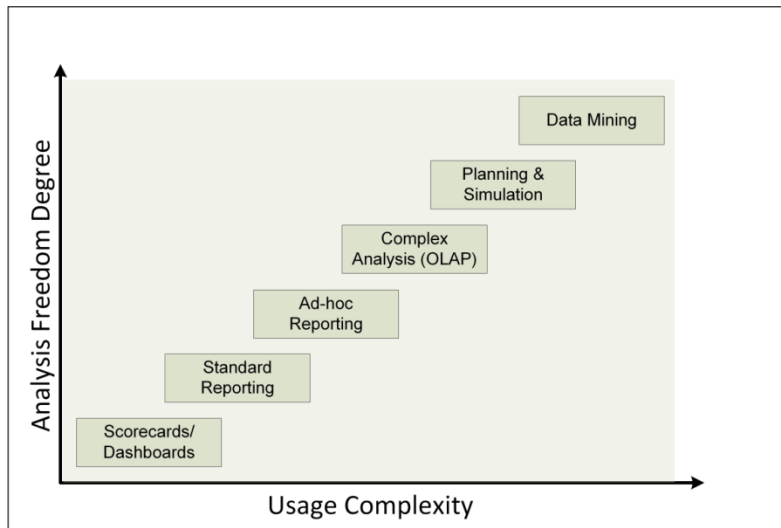 Data Mining
Planning &
Simulation
Complex
Analysis (OLAP)
Ad-hoc
Reporting
Standard
Reporting
Scorecards/
Dashboards
Analysis Freedom Degree
Usage Complexity